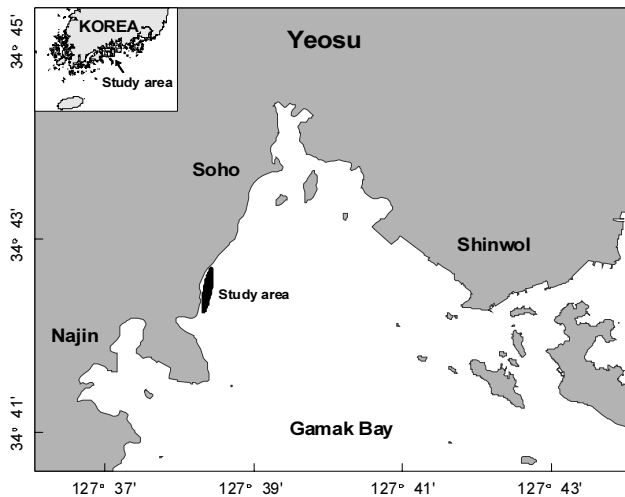 34° 45'
KOREA
Study area
Yeosu
Soho
34° 43'
Shinwol
Study area
Najin
34° 41'
Gamak Bay
127° 37'
127° 39'
127° 41'
127° 43'